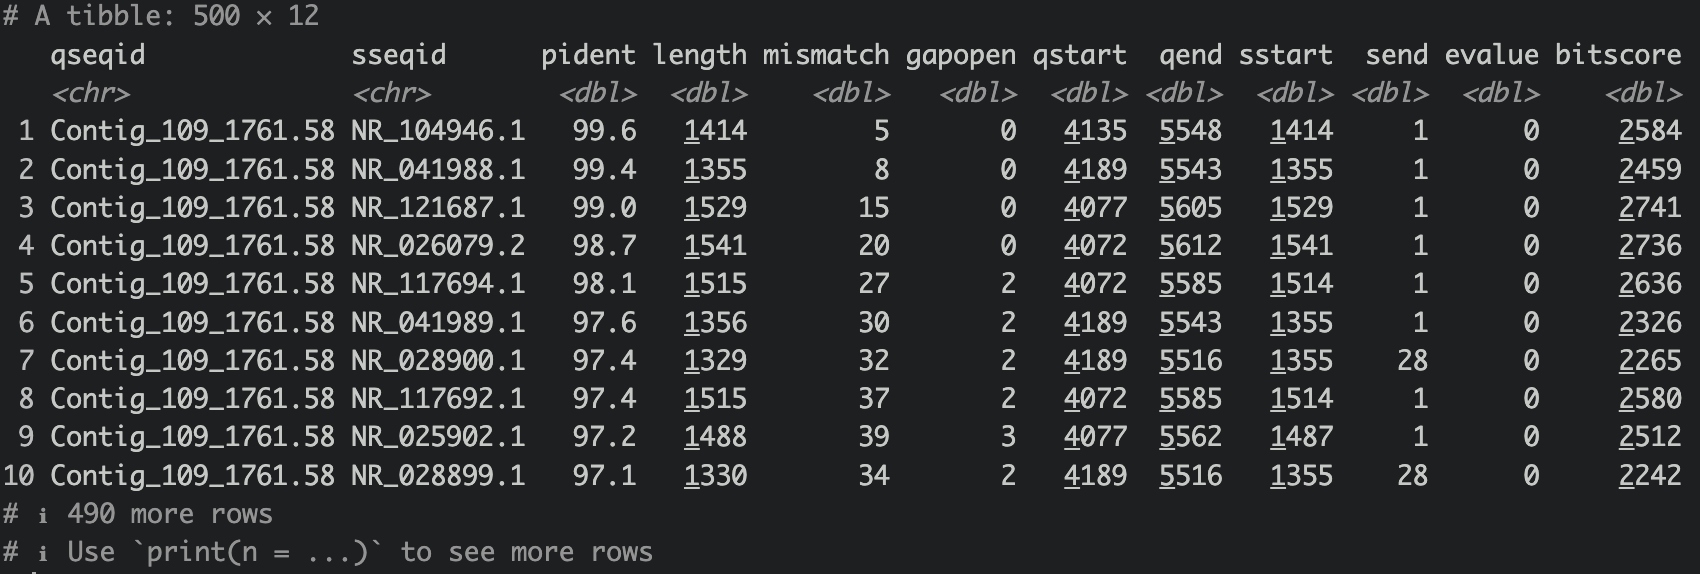 # A tibble: 500 × 12
qseqid sseqid pident length mismatch gapopen qstart qend sstart send evalue bitscore
<chr> <chr> <dbl> <dbl> <dbl> <dbl> <dbl> <dbl> <dbl> <dbl> <dbl> <dbl>
1 Contig_109_1761.58 NR_104946.1 99.6 1414 5 0 4135 5548 1414 1 0 2584
2 Contig_109_1761.58 NR_041988.1 99.4 1355 8 0 4189 5543 1355 1 0 2459
3 Contig_109_1761.58 NR_121687.1 99.0 1529 15 0 4077 5605 1529 1 0 2741
4 Contig_109_1761.58 NR_026079.2 98.7 1541 20 0 4072 5612 1541 1 0 2736
5 Contig_109_1761.58 NR_117694.1 98.1 1515 27 2 4072 5585 1514 1 0 2636
6 Contig_109_1761.58 NR_041989.1 97.6 1356 30 2 4189 5543 1355 1 0 2326
7 Contig_109_1761.58 NR_028900.1 97.4 1329 32 2 4189 5516 1355 28 0 2265
8 Contig_109_1761.58 NR_117692.1 97.4 1515 37 2 4072 5585 1514 1 0 2580
9 Contig_109_1761.58 NR_025902.1 97.2 1488 39 3 4077 5562 1487 1 0 2512
10 Contig_109_1761.58 NR_028899.1 97.1 1330 34 2 4189 5516 1355 28 0 2242
# ℹ 490 more rows
# ℹ Use `print(n = ...)` to see more rows